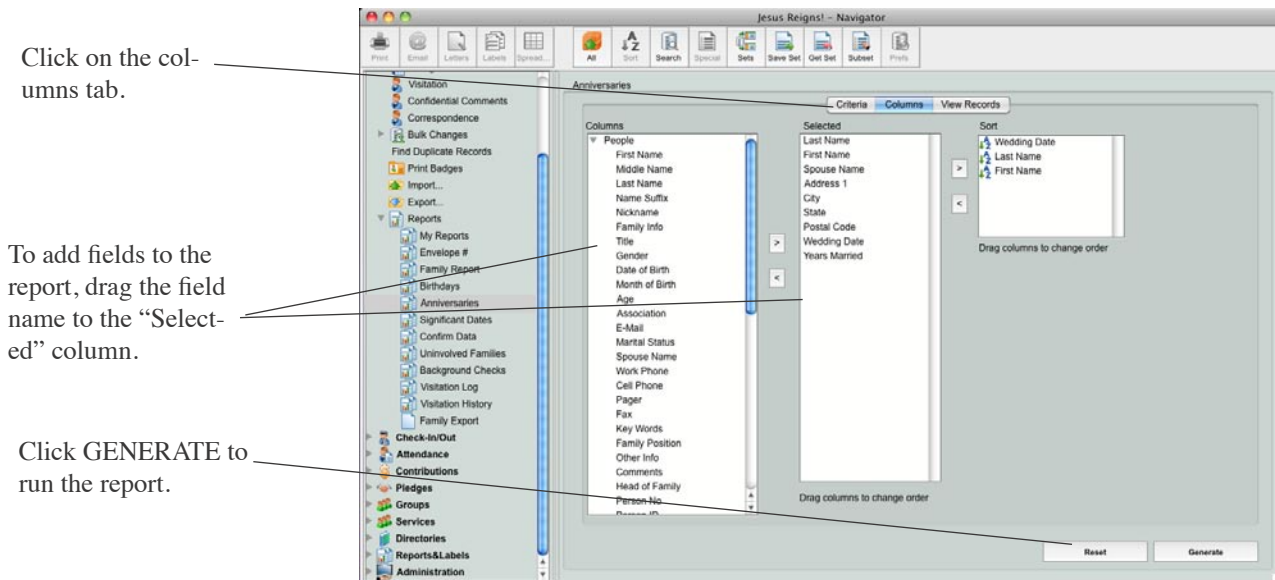 Click on the col-
umns tab.
To add fields to the
report, drag the field
name to the “Select-
ed” column.
Click GENERATE to
run the report.
Jesus Reigns! – Navigator
Print Email Letters Labels Spread... All Sort Search Special Sets Save Set Get Set Subset Prefs
Visitation
Confidential Comments
Correspondence
Bulk Changes
Find Duplicate Records
Print Badges
Import...
Export...
Reports
My Reports
Envelope #
Family Report
Birthdays
Anniversaries
Significant Dates
Confirm Data
Uninvolved Families
Background Checks
Visitation Log
Visitation History
Family Export
Check-In/Out
Attendance
Contributions
Pledges
Groups
Services
Directories
Reports&Labels
Administration
Anniversaries
Criteria Columns View Records
Columns
People
First Name
Middle Name
Last Name
Name Suffix
Nickname
Family Info
Title
Gender
Date of Birth
Month of Birth
Age
Association
E-Mail
Marital Status
Spouse Name
Work Phone
Cell Phone
Pager
Fax
Key Words
Family Position
Other Info
Comments
Head of Family
Person No
Person ID
>
<
Selected
Last Name
First Name
Spouse Name
Address 1
City
State
Postal Code
Wedding Date
Years Married
Drag columns to change order
>
<
Sort
Wedding Date
Last Name
First Name
Drag columns to change order
Reset Generate